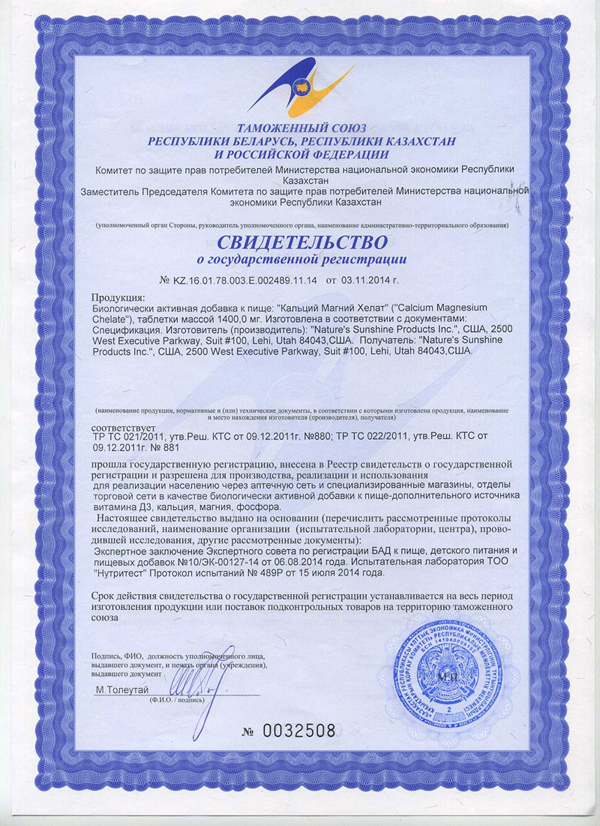 ТАМОЖЕННЫЙ СОЮЗ
РЕСПУБЛИКИ БЕЛАРУСЬ, РЕСПУБЛИКИ КАЗАХСТАН
И РОССИЙСКОЙ ФЕДЕРАЦИИ
Комитет по защите прав потребителей Министерства национальной экономики Республики
Казахстан
Заместитель Председателя Комитета по защите прав потребителей Министерства национальной
экономики Республики Казахстан
(уполномоченный орган Стороны, руководитель уполномоченного органа, наименование административно-территориального образования)
СВИДЕТЕЛЬСТВО
о государственной регистрации
№ KZ.16.01.78.003.E.002489.11.14 от 03.11.2014 г.
Продукция:
Биологически активная добавка к пище: "Кальций Магний Хелат" ("Calcium Magnesium
Chelate"), таблетки массой 1400,0 мг. Изготовлена в соответствии с документами:
Спецификация. Изготовитель (производитель): "Nature's Sunshine Products Inc.", США, 2500
West Executive Parkway, Suit #100, Lehi, Utah 84043,США. Получатель: "Nature's Sunshine
Products Inc.", США, 2500 West Executive Parkway, Suit #100, Lehi, Utah 84043,США.
(наименование продукции, нормативные и (или) технические документы, в соответствии с которыми изготовлена продукция, наименование
и место нахождения изготовителя (производителя), получателя)
соответствует
ТР ТС 021/2011, утв.Реш. КТС от 09.12.2011г. №880; ТР ТС 022/2011, утв.Реш. КТС от
09.12.2011г. № 881
прошла государственную регистрацию, внесена в Реестр свидетельств о государственной
регистрации и разрешена для производства, реализации и использования
для реализации населению через аптечную сеть и специализированные магазины, отделы
торговой сети в качестве биологически активной добавки к пище-дополнительного источника
витамина Д3, кальция, магния, фосфора.
Настоящее свидетельство выдано на основании (перечислить рассмотренные протоколы
исследований, наименование организации (испытательной лаборатории, центра), прово-
дившей исследования, другие рассмотренные документы):
Экспертное заключение Экспертного совета по регистрации БАД к пище, детского питания и
пищевых добавок №10/ЭК-00127-14 от 06.08.2014 года. Испытательная лаборатория ТОО
"Нутритест" Протокол испытаний № 489Р от 15 июля 2014 года.
Срок действия свидетельства о государственной регистрации устанавливается на весь период
изготовления продукции или поставок подконтрольных товаров на территорию таможенного
союза
Подпись, ФИО, должность уполномоченного лица,
выдавшего документ, и печать органа (учреждения),
выдавшего документ
М.Толеутай
(Ф.И.О. / подпись)
М.П.
2
№ 0032508